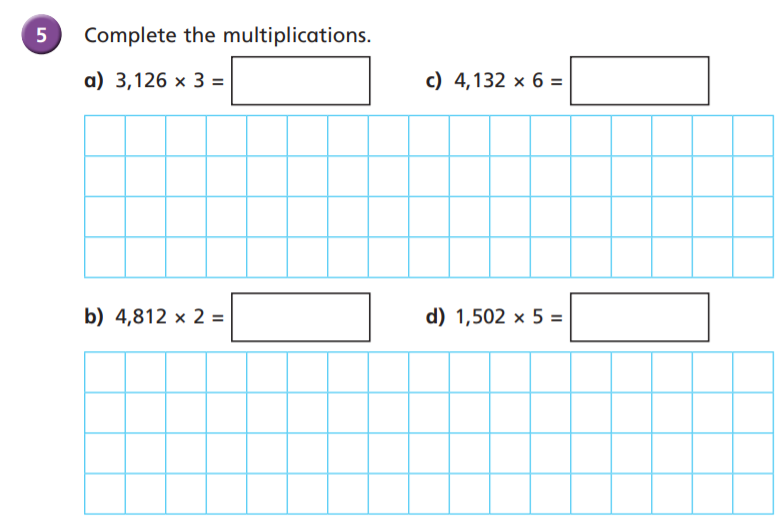 5 Complete the multiplications.
a) 3,126 × 3 =
c) 4,132 × 6 =
b) 4,812 × 2 =
d) 1,502 × 5 =